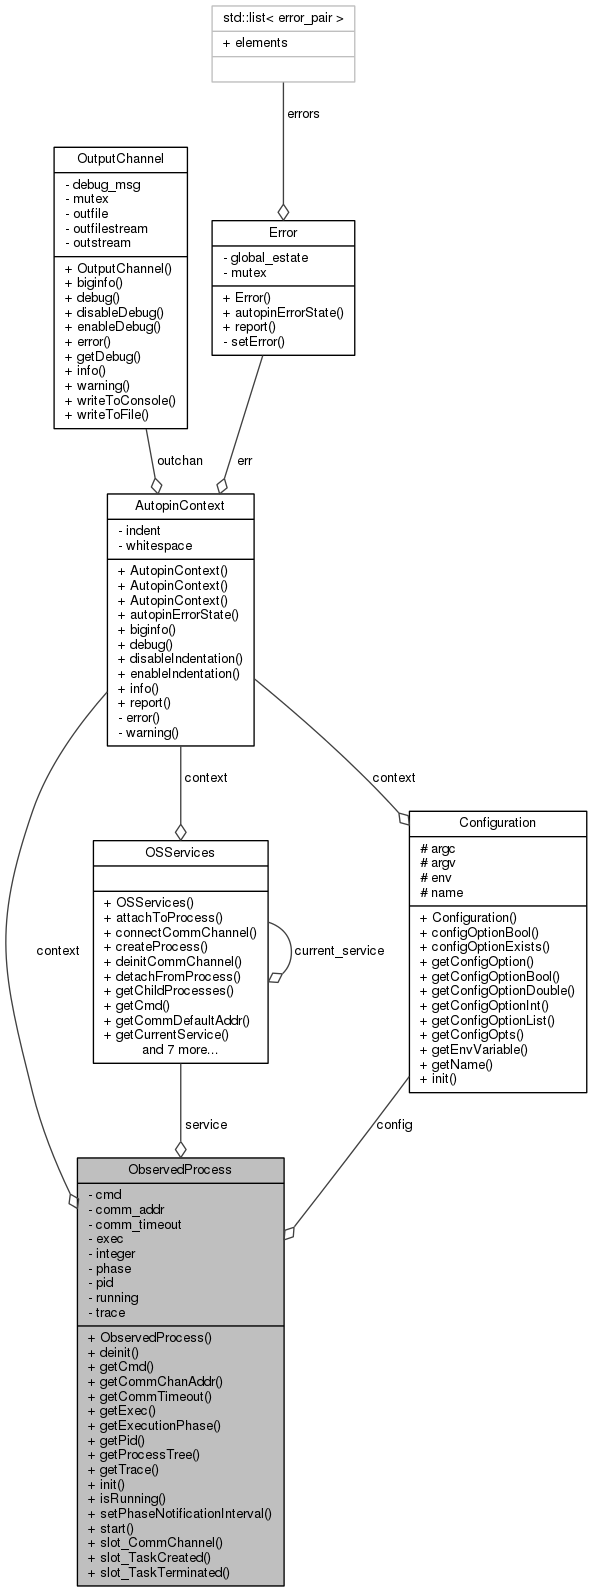 std::list< error_pair >
+ elements
errors
OutputChannel
- debug_msg
- mutex
- outfile
- outfilestream
- outstream
+ OutputChannel()
+ biginfo()
+ debug()
+ disableDebug()
+ enableDebug()
+ error()
+ getDebug()
+ info()
+ warning()
+ writeToConsole()
+ writeToFile()
Error
- global_estate
- mutex
+ Error()
+ autopinErrorState()
+ report()
- setError()
outchan
err
AutopinContext
- indent
- whitespace
+ AutopinContext()
+ AutopinContext()
+ AutopinContext()
+ autopinErrorState()
+ biginfo()
+ debug()
+ disableIndentation()
+ enableIndentation()
+ info()
+ report()
- error()
- warning()
context
context
context
OSServices
+ OSServices()
+ attachToProcess()
+ connectCommChannel()
+ createProcess()
+ deinitCommChannel()
+ detachFromProcess()
+ getChildProcesses()
+ getCmd()
+ getCommDefaultAddr()
+ getCurrentService()
and 7 more...
current_service
Configuration
# argc
# argv
# env
# name
+ Configuration()
+ configOptionBool()
+ configOptionExists()
+ getConfigOption()
+ getConfigOptionBool()
+ getConfigOptionDouble()
+ getConfigOptionInt()
+ getConfigOptionList()
+ getConfigOpts()
+ getEnvVariable()
+ getName()
+ init()
service
config
ObservedProcess
- cmd
- comm_addr
- comm_timeout
- exec
- integer
- phase
- pid
- running
- trace
+ ObservedProcess()
+ deinit()
+ getCmd()
+ getCommChanAddr()
+ getCommTimeout()
+ getExec()
+ getExecutionPhase()
+ getPid()
+ getProcessTree()
+ getTrace()
+ init()
+ isRunning()
+ setPhaseNotificationInterval()
+ start()
+ slot_CommChannel()
+ slot_TaskCreated()
+ slot_TaskTerminated()